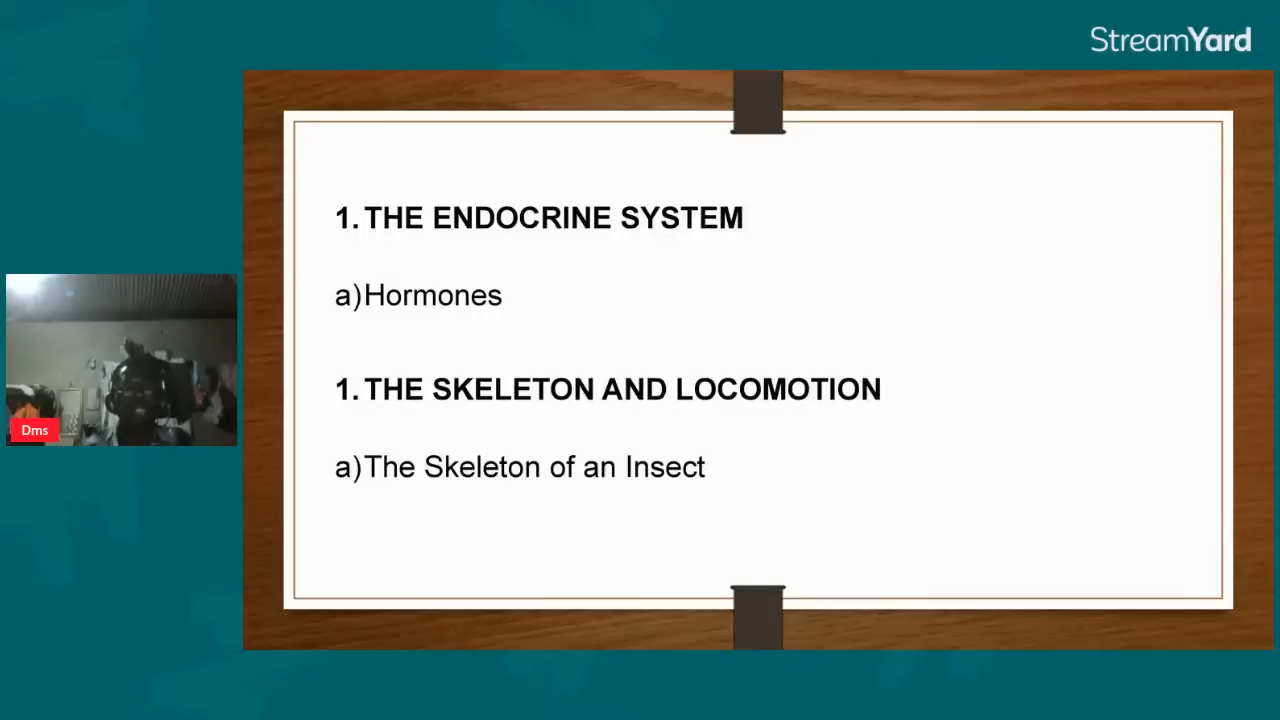 StreamYard
1. THE ENDOCRINE SYSTEM
a)Hormones
1. THE SKELETON AND LOCOMOTION
a)The Skeleton of an Insect
Dms